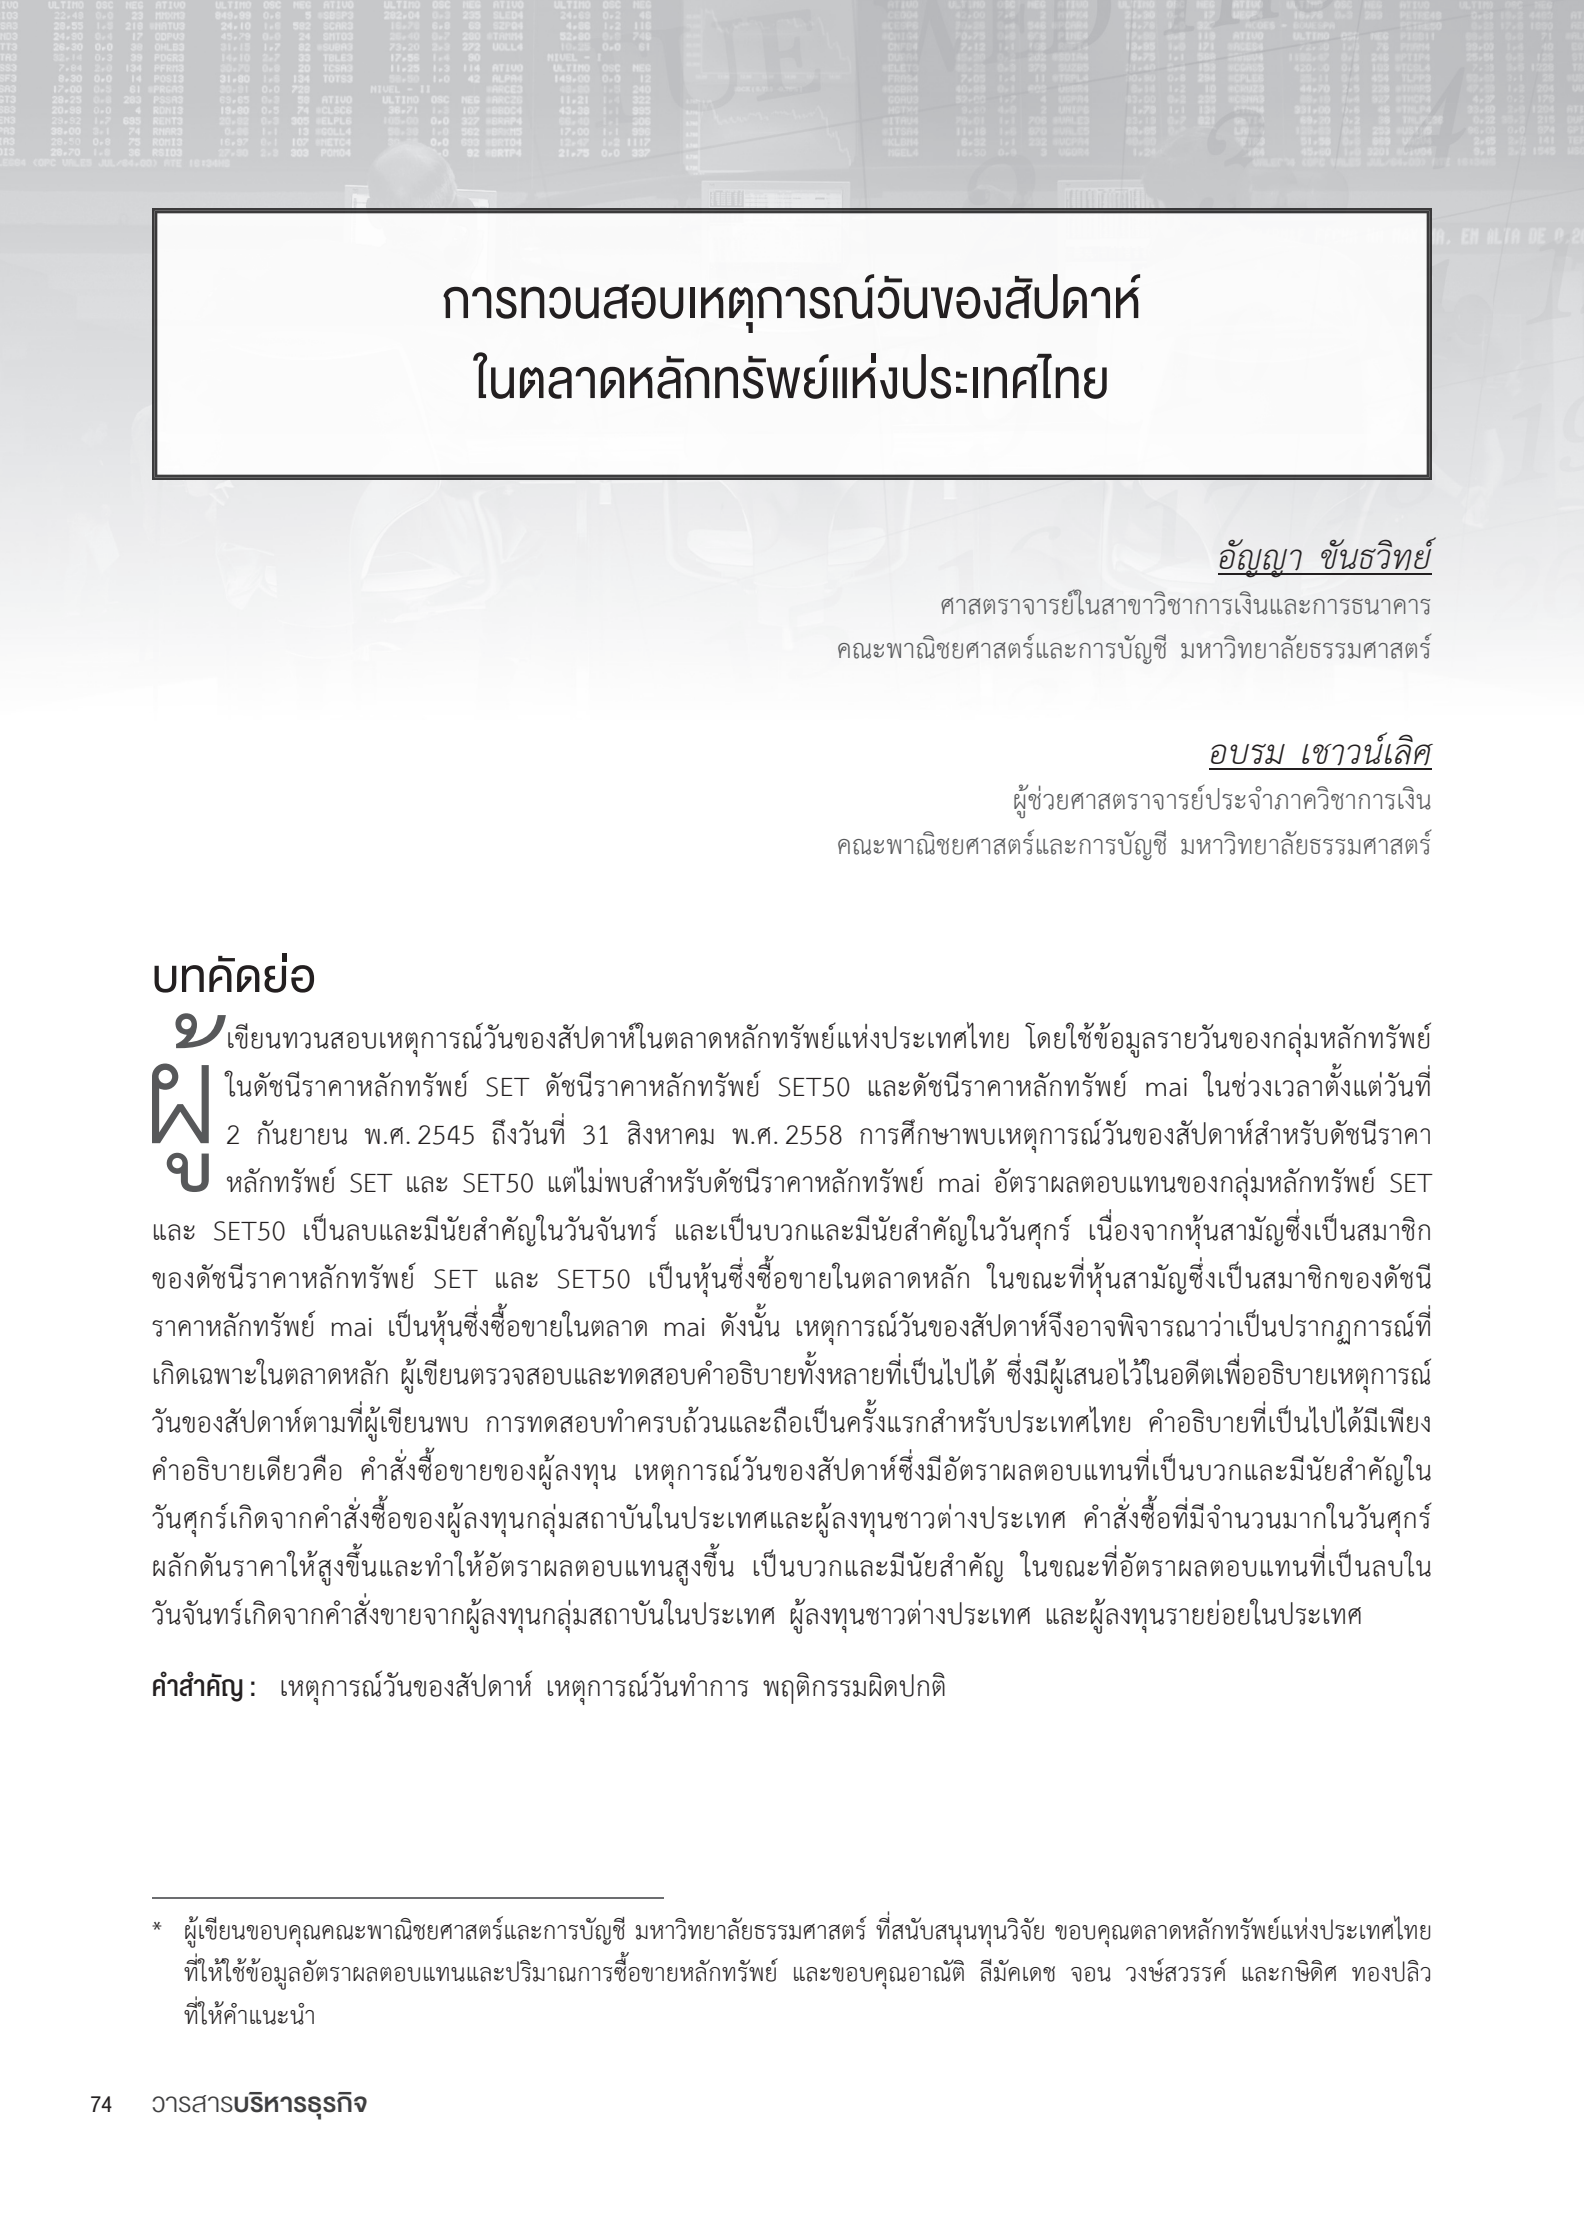 การทวนสอบเหตุการณ์วันของสัปดาห์
ในตลาดหลักทรัพย์แห่งประเทศไทย
อัญญา ขันธวิทย์
ศาสตราจารย์ในสาขาวิชาการเงินและการธนาคาร
คณะพาณิชยศาสตร์และการบัญชี มหาวิทยาลัยธรรมศาสตร์
อบรม เชาวน์เลิศ
ผู้ช่วยศาสตราจารย์ประจำภาควิชาการเงิน
คณะพาณิชยศาสตร์และการบัญชี มหาวิทยาลัยธรรมศาสตร์
บทคัดย่อ
ผู้เขียนทวนสอบเหตุการณ์วันของสัปดาห์ในตลาดหลักทรัพย์แห่งประเทศไทย โดยใช้ข้อมูลรายวันของกลุ่มหลักทรัพย์
ในดัชนีราคาหลักทรัพย์ SET ดัชนีราคาหลักทรัพย์ SET50 และดัชนีราคาหลักทรัพย์ mai ในช่วงเวลาตั้งแต่วันที่
2 กันยายน พ.ศ. 2545 ถึงวันที่ 31 สิงหาคม พ.ศ. 2558 การศึกษาพบเหตุการณ์วันของสัปดาห์สำหรับดัชนีราคา
หลักทรัพย์ SET และ SET50 แต่ไม่พบสำหรับดัชนีราคาหลักทรัพย์ mai อัตราผลตอบแทนของกลุ่มหลักทรัพย์ SET
และ SET50 เป็นลบและมีนัยสำคัญในวันจันทร์ และเป็นบวกและมีนัยสำคัญในวันศุกร์ เนื่องจากหุ้นสามัญซึ่งเป็นสมาชิก
ของดัชนีราคาหลักทรัพย์ SET และ SET50 เป็นหุ้นซึ่งซื้อขายในตลาดหลัก ในขณะที่หุ้นสามัญซึ่งเป็นสมาชิกของดัชนี
ราคาหลักทรัพย์ mai เป็นหุ้นซึ่งซื้อขายในตลาด mai ดังนั้น เหตุการณ์วันของสัปดาห์จึงอาจพิจารณาว่าเป็นปรากฏการณ์ที่
เกิดเฉพาะในตลาดหลัก ผู้เขียนตรวจสอบและทดสอบคำอธิบายทั้งหลายที่เป็นไปได้ ซึ่งมีผู้เสนอไว้ในอดีตเพื่ออธิบายเหตุการณ์
วันของสัปดาห์ตามที่ผู้เขียนพบ การทดสอบทำครบถ้วนและถือเป็นครั้งแรกสำหรับประเทศไทย คำอธิบายที่เป็นไปได้มีเพียง
คำอธิบายเดียวคือ คำสั่งซื้อขายของผู้ลงทุน เหตุการณ์วันของสัปดาห์ซึ่งมีอัตราผลตอบแทนที่เป็นบวกและมีนัยสำคัญใน
วันศุกร์เกิดจากคำสั่งซื้อของผู้ลงทุนกลุ่มสถาบันในประเทศและผู้ลงทุนชาวต่างประเทศ คำสั่งซื้อที่มีจำนวนมากในวันศุกร์
ผลักดันราคาให้สูงขึ้นและทำให้อัตราผลตอบแทนสูงขึ้น เป็นบวกและมีนัยสำคัญ ในขณะที่อัตราผลตอบแทนที่เป็นลบใน
วันจันทร์เกิดจากคำสั่งขายจากผู้ลงทุนกลุ่มสถาบันในประเทศ ผู้ลงทุนชาวต่างประเทศ และผู้ลงทุนรายย่อยในประเทศ
คำสำคัญ : เหตุการณ์วันของสัปดาห์ เหตุการณ์วันทำการ พฤติกรรมผิดปกติ
* ผู้เขียนขอบคุณคณะพาณิชยศาสตร์และการบัญชี มหาวิทยาลัยธรรมศาสตร์ ที่สนับสนุนทุนวิจัย ขอบคุณตลาดหลักทรัพย์แห่งประเทศไทย
ที่ให้ใช้ข้อมูลอัตราผลตอบแทนและปริมาณการซื้อขายหลักทรัพย์ และขอบคุณอาณัติ ลีมัคเดช จอน วงษ์สวรรค์ และกษิดิศ ทองปลิว
ที่ให้คำแนะนำ
74 วารสารบริหารธุรกิจ